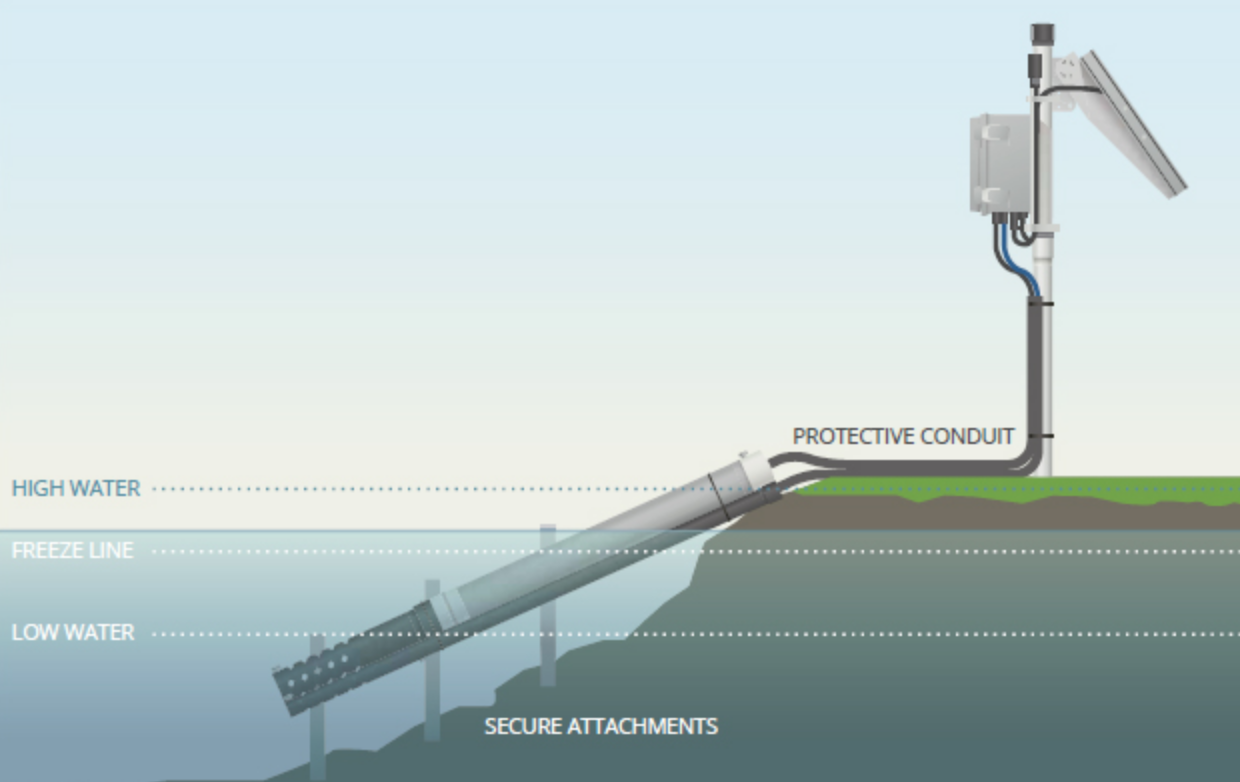 PROTECTIVE CONDUIT
HIGH WATER
FREEZE LINE
LOW WATER
SECURE ATTACHMENTS